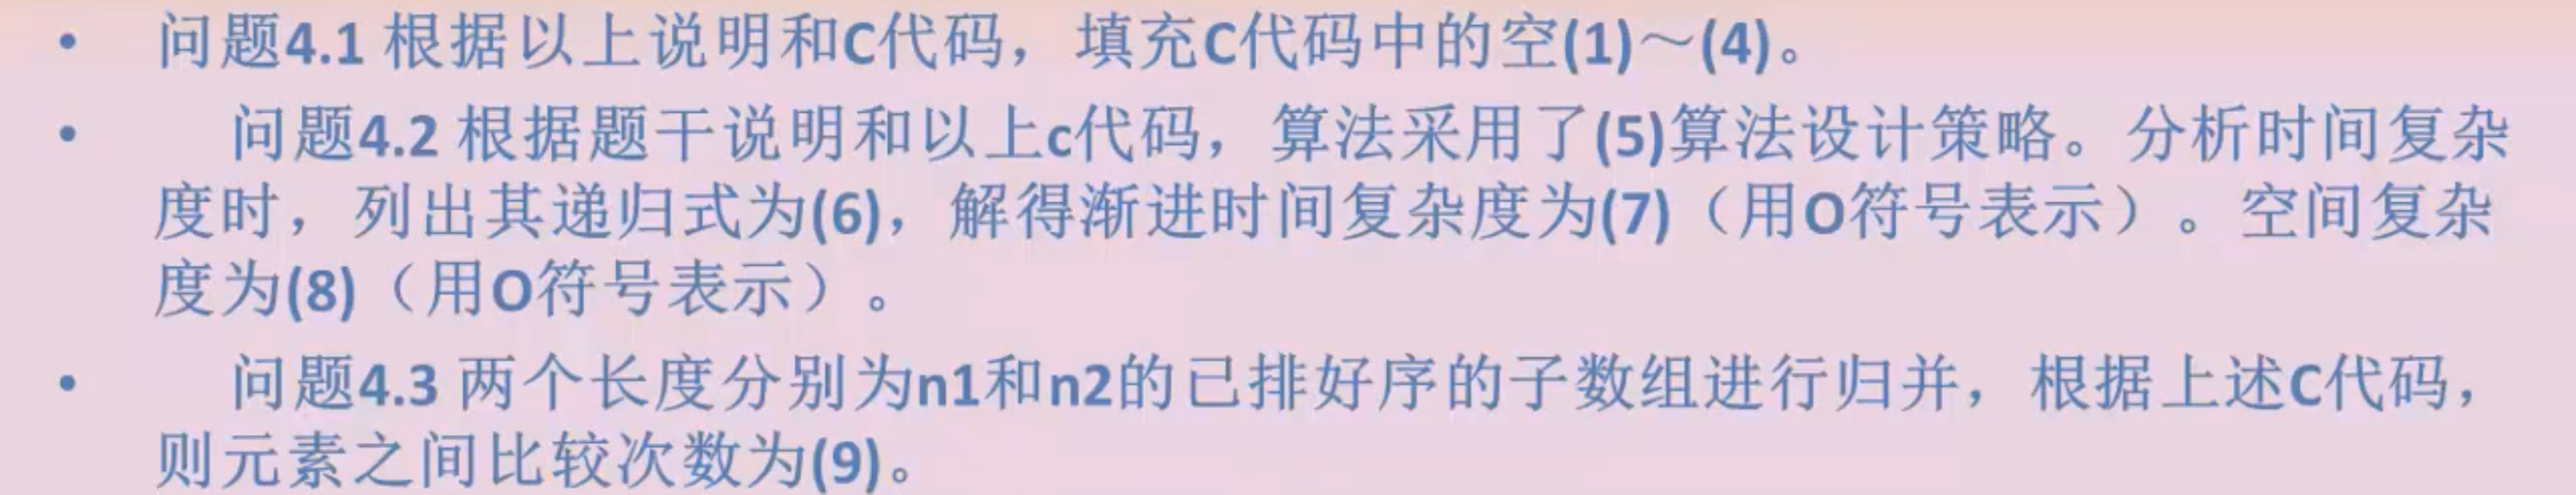 • 问题4.1 根据以上说明和C代码，填充C代码中的空(1)～(4)。
• 问题4.2 根据题干说明和以上c代码，算法采用了(5)算法设计策略。分析时间复杂
度时，列出其递归式为(6)，解得渐进时间复杂度为(7)（用O符号表示）。空间复杂
度为(8)（用O符号表示）。
• 问题4.3 两个长度分别为n1和n2的已排好序的子数组进行归并，根据上述C代码，
则元素之间比较次数为(9)。